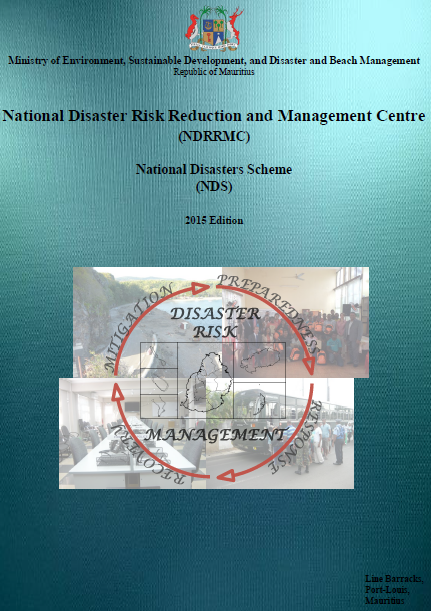 Ministry of Environment, Sustainable Development, and Disaster and Beach Management
Republic of Mauritius
National Disaster Risk Reduction and Management Centre
(NDRRMC)
National Disasters Scheme
(NDS)
2015 Edition
MITIGATION
PREPAREDNESS
DISASTER
RISK
MANAGEMENT
RESPONSE
RECOVERY
Line Barracks,
Port-Louis,
Mauritius